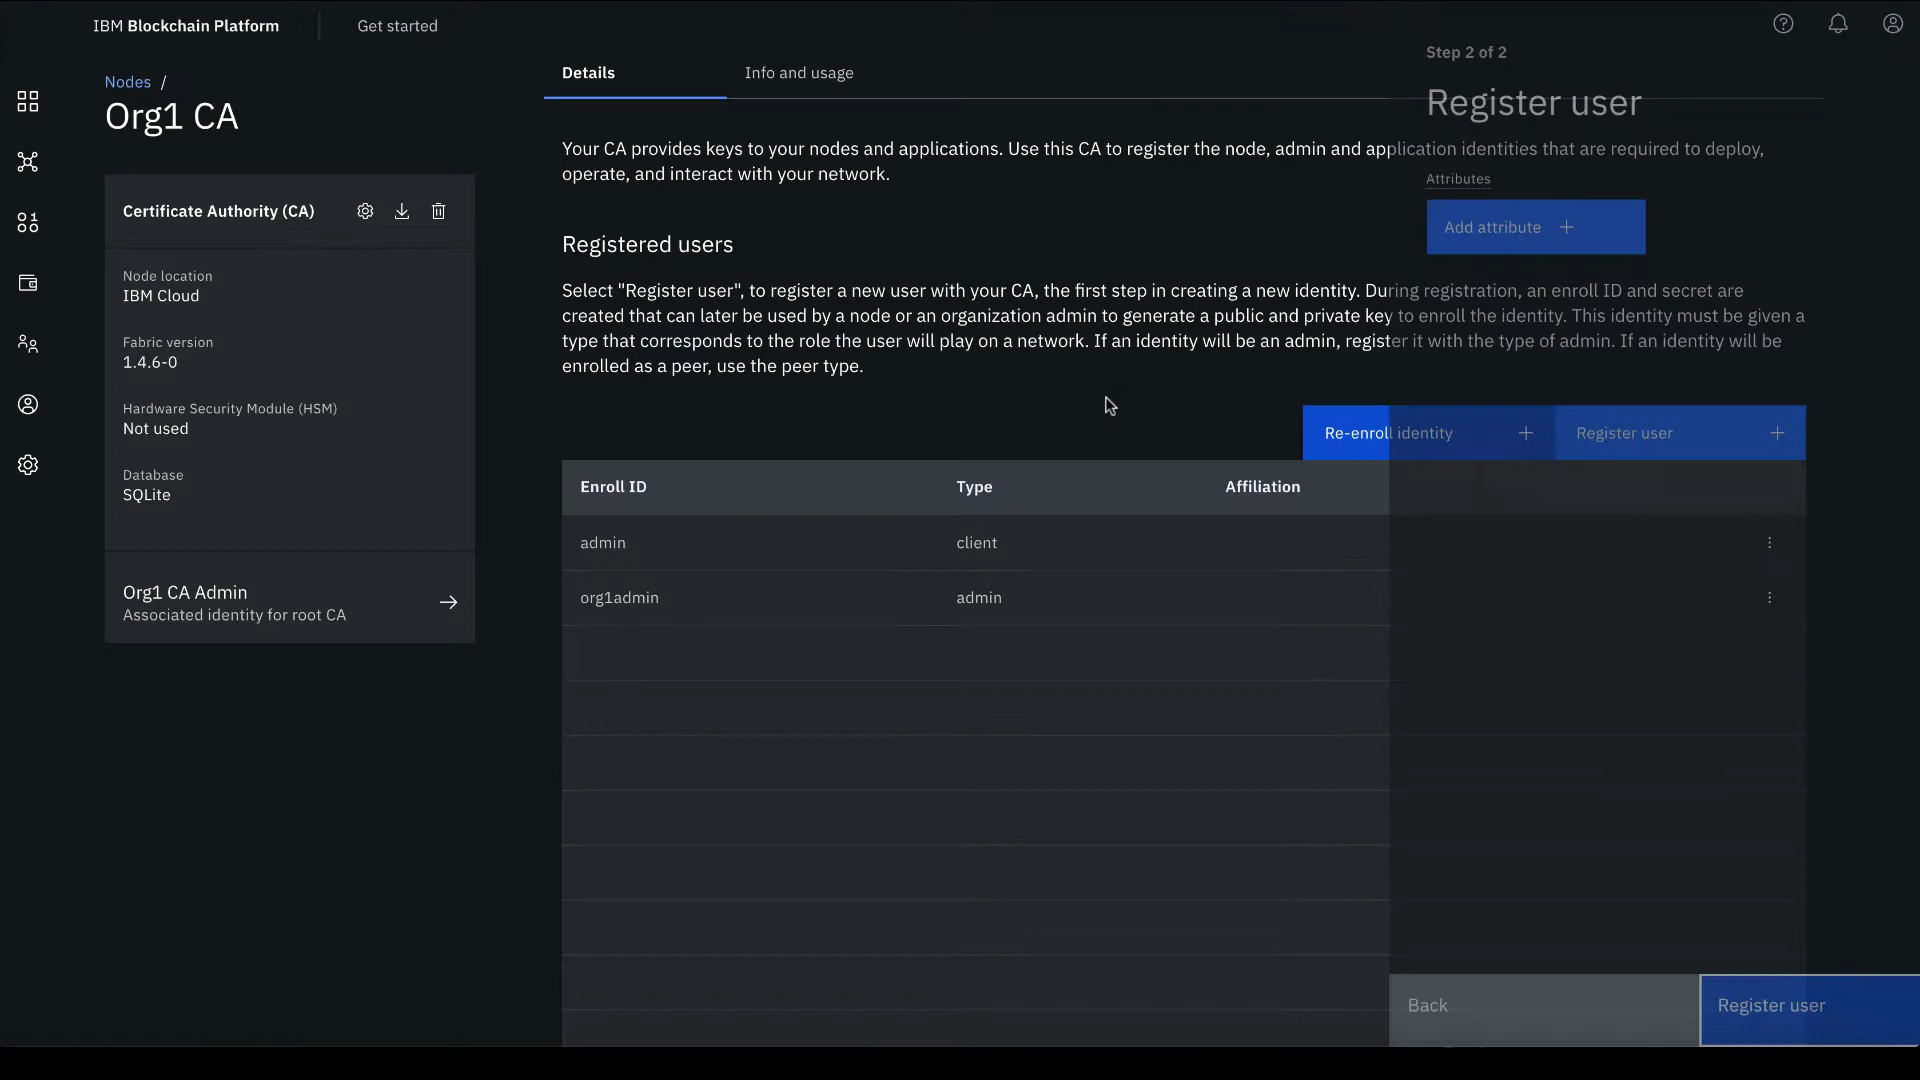 IBM Blockchain Platform
Get started
Nodes /
Org1 CA
Certificate Authority (CA)
Node location
IBM Cloud
Fabric version
1.4.6-0
Hardware Security Module (HSM)
Not used
Database
SQLite
Org1 CA Admin
Associated identity for root CA
Details
Info and usage
Your CA provides keys to your nodes and applications. Use this CA to register the node, admin and application identities that are required to deploy,
operate, and interact with your network.
Registered users
Select "Register user", to register a new user with your CA, the first step in creating a new identity. During registration, an enroll ID and secret are
created that can later be used by a node or an organization admin to generate a public and private key to enroll the identity. This identity must be given a
type that corresponds to the role the user will play on a network. If an identity will be an admin, register it with the type of admin. If an identity will be
enrolled as a peer, use the peer type.
Re-enroll identity
Register user
Enroll ID Type Affiliation
admin client
org1admin admin
Step 2 of 2
Register user
Attributes
Add attribute
Back
Register user